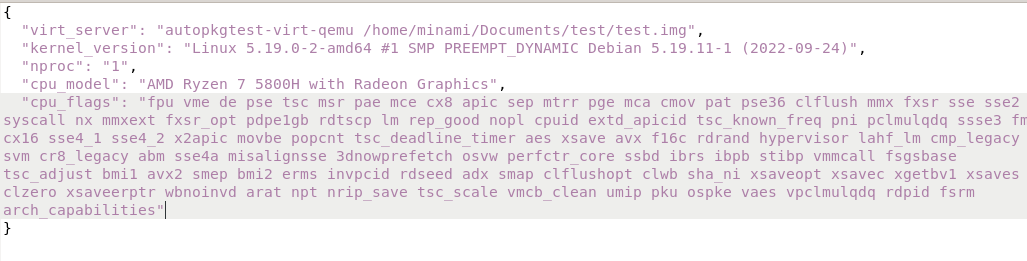 {
  "virt_server": "autopkgtest-virt-qemu /home/minami/Documents/test/test.img",
  "kernel_version": "Linux 5.19.0-2-amd64 #1 SMP PREEMPT_DYNAMIC Debian 5.19.11-1 (2022-09-24)",
  "nproc": "1",
  "cpu_model": "AMD Ryzen 7 5800H with Radeon Graphics",
  "cpu_flags": "fpu vme de pse tsc msr pae mce cx8 apic sep mtrr pge mca cmov pat pse36 clflush mmx fxsr sse sse2
syscall nx mmxext fxsr_opt pdpe1gb rdtscp lm rep_good nopl cpuid extd_apicid tsc_known_freq pni pclmulqdq ssse3 fm
cx16 sse4_1 sse4_2 x2apic movbe popcnt tsc_deadline_timer aes xsave avx f16c rdrand hypervisor lahf_lm cmp_legacy
svm cr8_legacy abm sse4a misalignsse 3dnowprefetch osvw perfctr_core ssbd ibrs ibpb stibp vmmcall fsgsbase
tsc_adjust bmi1 avx2 smep bmi2 erms invpcid rdseed adx smap clflushopt clwb sha_ni xsaveopt xsavec xgetbv1 xsaves
clzero xsaveerptr wbnoinvd arat npt nrip_save tsc_scale vmcb_clean umip pku ospke vaes vpclmulqdq rdpid fsrm
arch_capabilities"
}